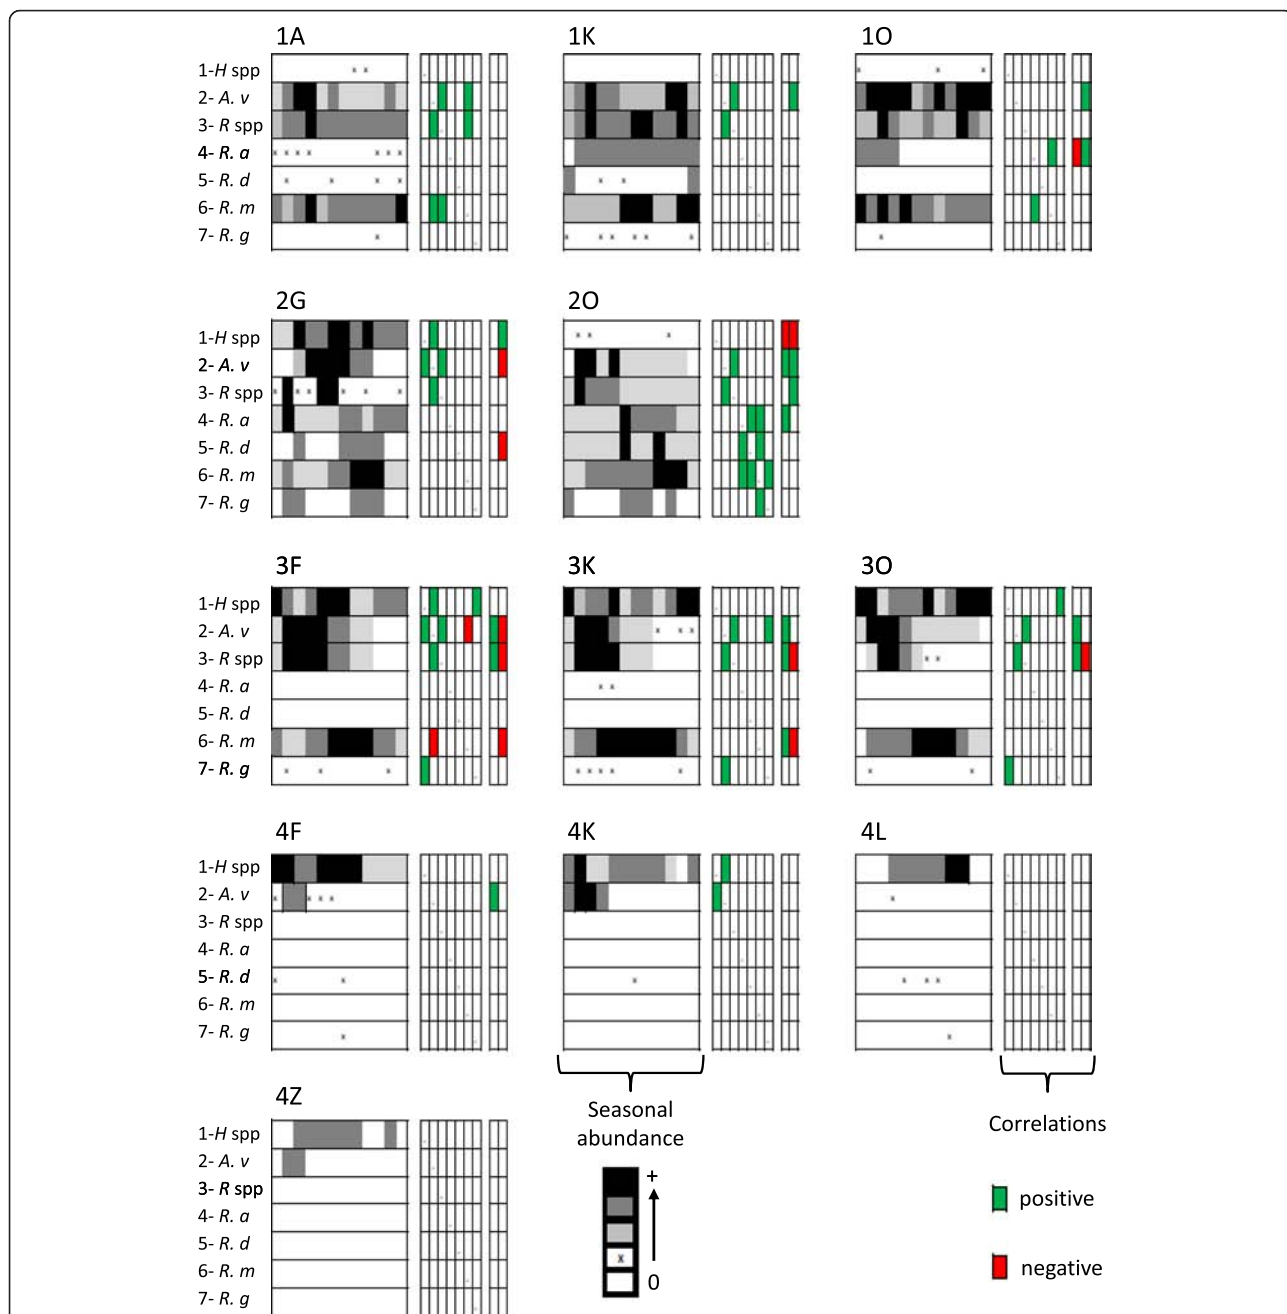 1A 1K 1O
1-H spp
2- A. v
3- R spp
4- R. a
5- R. d
6- R. m
7- R. g
2G 2O
1-H spp
2- A. v
3- R spp
4- R. a
5- R. d
6- R. m
7- R. g
3F 3K 3O
1-H spp
2- A. v
3- R spp
4- R. a
5- R. d
6- R. m
7- R. g
4F 4K 4L
1-H spp
2- A. v
3- R spp
4- R. a
5- R. d
6- R. m
7- R. g
4Z
1-H spp
2- A. v
3- R spp
4- R. a
5- R. d
6- R. m
7- R. g
Seasonal
abundance
+
x
0
Correlations
positive
negative